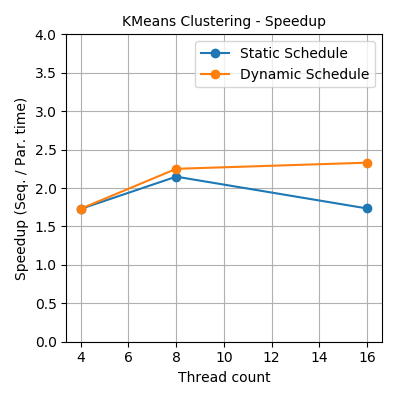 KMeans Clustering - Speedup
Static Schedule
Dynamic Schedule
Speedup (Seq. / Par. time)
4.0
3.5
3.0
2.5
2.0
1.5
1.0
0.5
0.0
4 6 8 10 12 14 16
Thread count